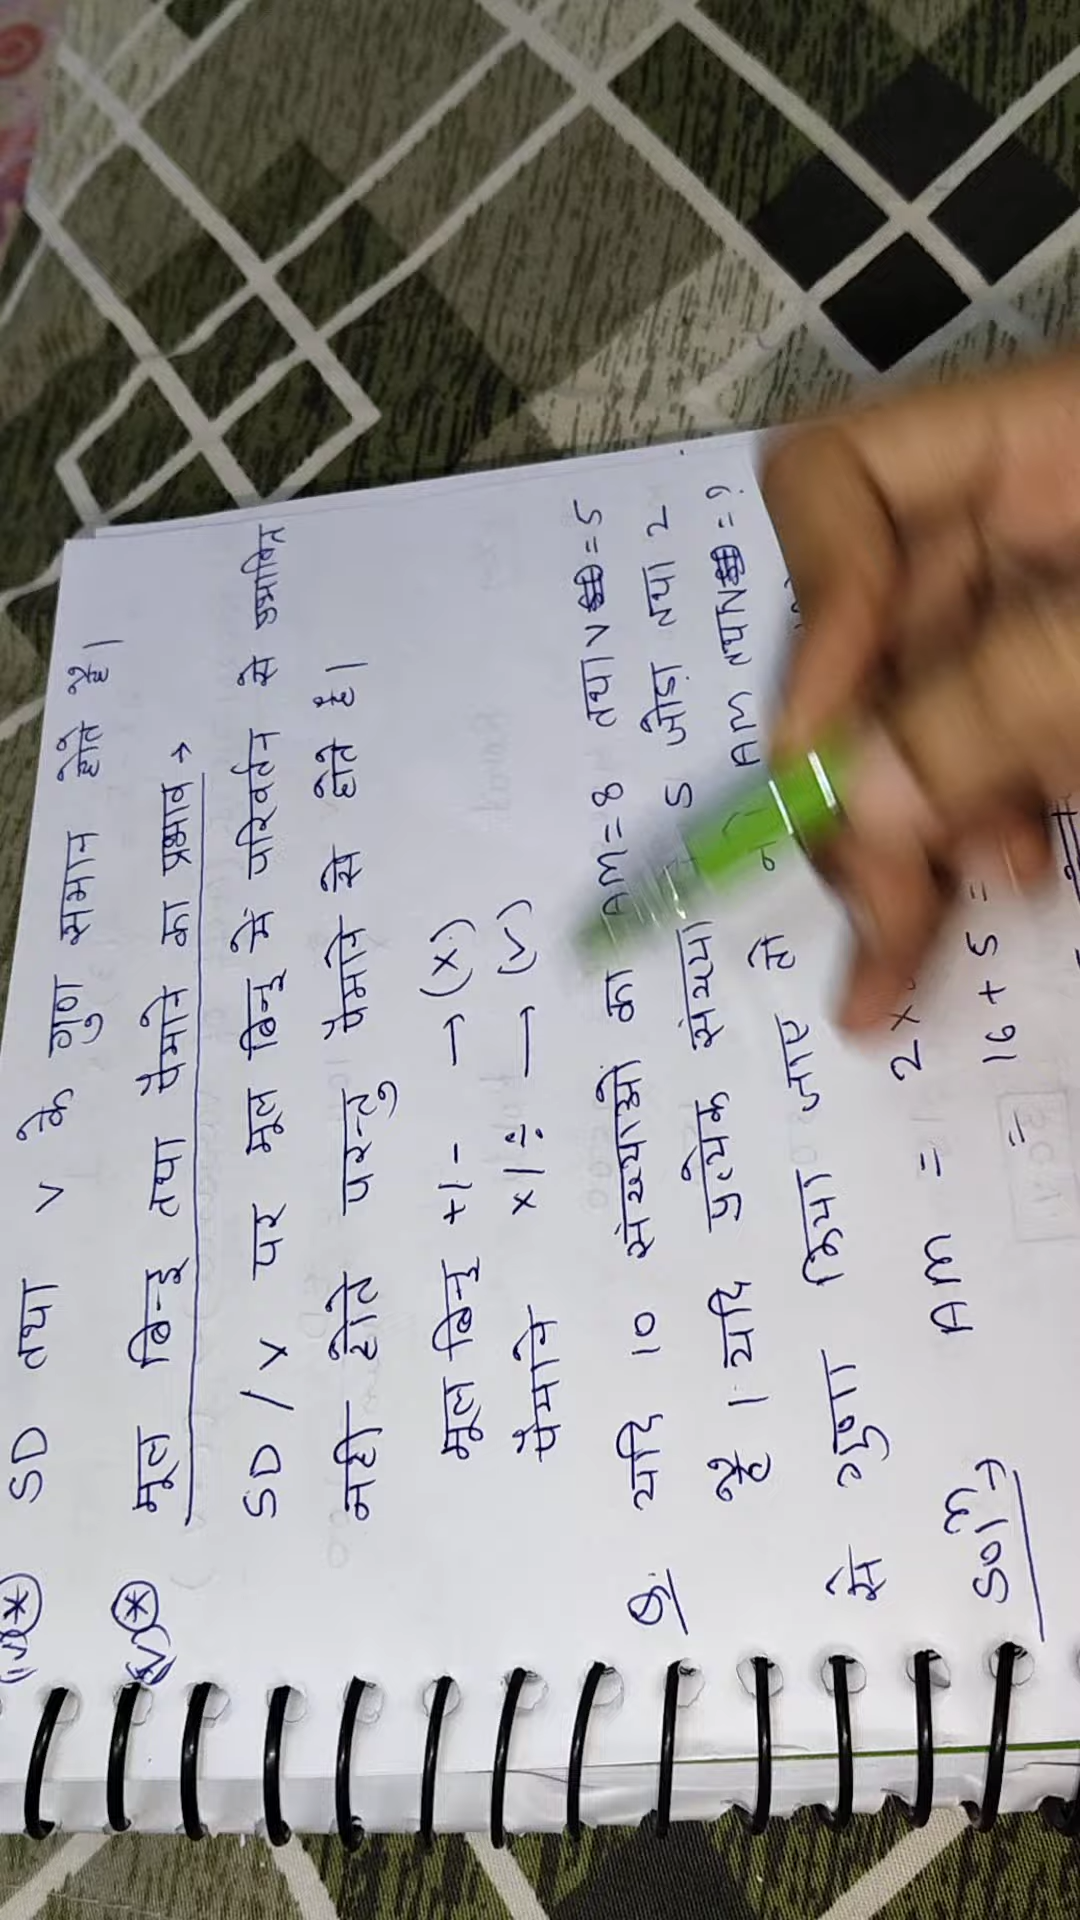 (iv) * SD तथा V के गुण समान होते हैं।
(v) * मूल बिन्दु तथा पैमाने का प्रभाव →
SD / V पर मूल बिन्दु में परिवर्तन से प्रभावित
नही होते परन्तु पैमाने से होते है।
मूल बिन्दु +/- → (x)
पैमाने ×/÷ → (✓)
Q. यदि 10 संख्याओ का AM = 8 तथा V = 5
है। यदि प्रत्येक संख्या 5 जोड़ा तथा 2
से गुणा किया जाए तो AM तथा V = ?
Solⁿ→ AM = 2 ×
= 16 + 5 =